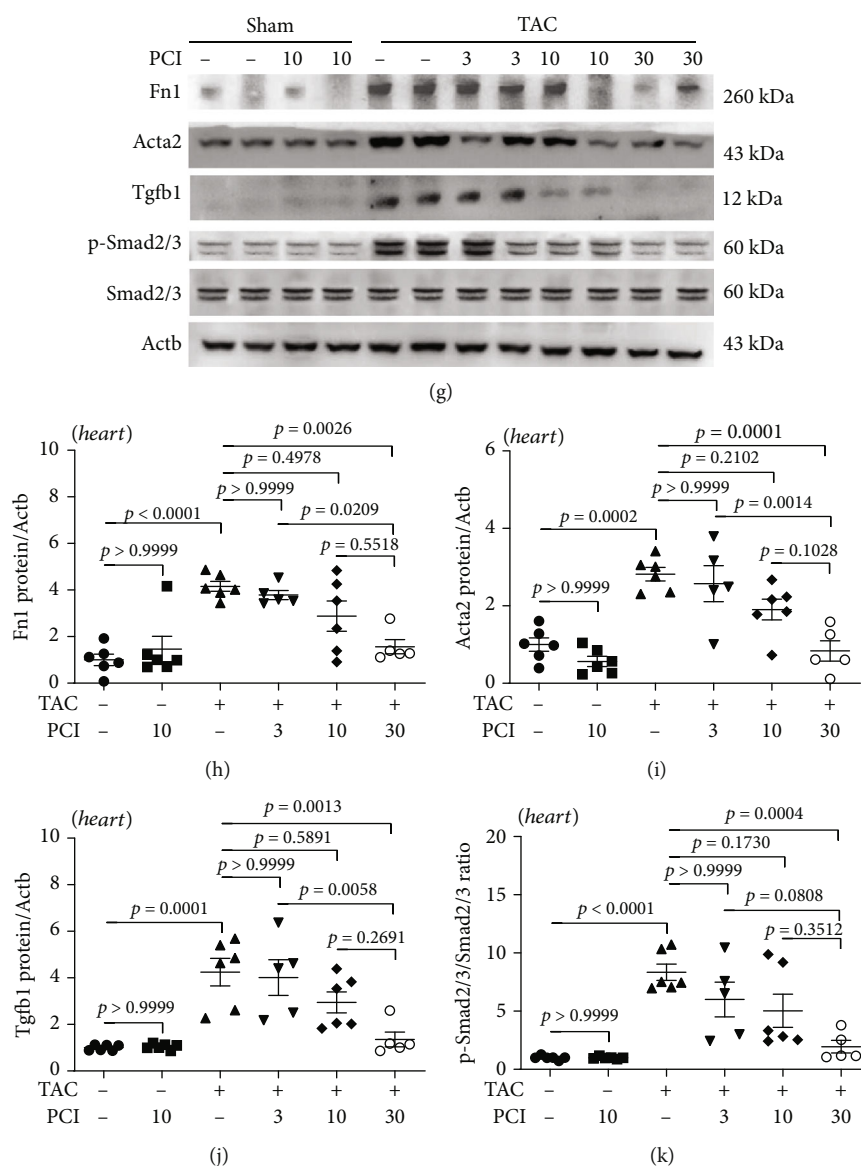 Sham TAC
PCI – – 10 10 – – 3 3 10 10 30 30
Fn1 260 kDa
Acta2 43 kDa
Tgfb1 12 kDa
p-Smad2/3 60 kDa
Smad2/3 60 kDa
Actb 43 kDa
(g)
(heart)
Fn1 protein/Actb
10
8
6
4
2
0
p = 0.0026
p = 0.4978
p > 0.9999
p = 0.0209
p < 0.0001
p = 0.5518
p > 0.9999
TAC – – + + + +
PCI – 10 – 3 10 30
(h)
(heart)
Acta2 protein/Actb
6
4
2
0
p = 0.0001
p = 0.2102
p > 0.9999
p = 0.0014
p = 0.0002
p = 0.1028
p > 0.9999
TAC – – + + + +
PCI – 10 – 3 10 30
(i)
(heart)
Tgfb1 protein/Actb
10
8
6
4
2
0
p = 0.0013
p = 0.5891
p > 0.9999
p = 0.0058
p = 0.0001
p = 0.2691
p > 0.9999
TAC – – + + + +
PCI – 10 – 3 10 30
(j)
(heart)
p-Smad2/3/Smad2/3 ratio
20
15
10
5
0
p = 0.0004
p = 0.1730
p > 0.9999
p = 0.0808
p < 0.0001
p = 0.3512
p > 0.9999
TAC – – + + + +
PCI – 10 – 3 10 30
(k)